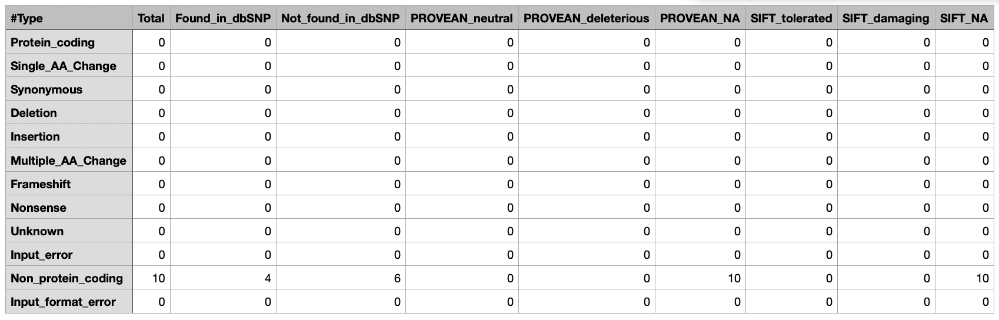 #Type Total Found_in_dbSNP Not_found_in_dbSNP PROVEAN_neutral PROVEAN_deleterious PROVEAN_NA SIFT_tolerated SIFT_damaging SIFT_NA
Protein_coding 0 0 0 0 0 0 0 0 0
Single_AA_Change 0 0 0 0 0 0 0 0 0
Synonymous 0 0 0 0 0 0 0 0 0
Deletion 0 0 0 0 0 0 0 0 0
Insertion 0 0 0 0 0 0 0 0 0
Multiple_AA_Change 0 0 0 0 0 0 0 0 0
Frameshift 0 0 0 0 0 0 0 0 0
Nonsense 0 0 0 0 0 0 0 0 0
Unknown 0 0 0 0 0 0 0 0 0
Input_error 0 0 0 0 0 0 0 0 0
Non_protein_coding 10 4 6 0 0 10 0 0 10
Input_format_error 0 0 0 0 0 0 0 0 0